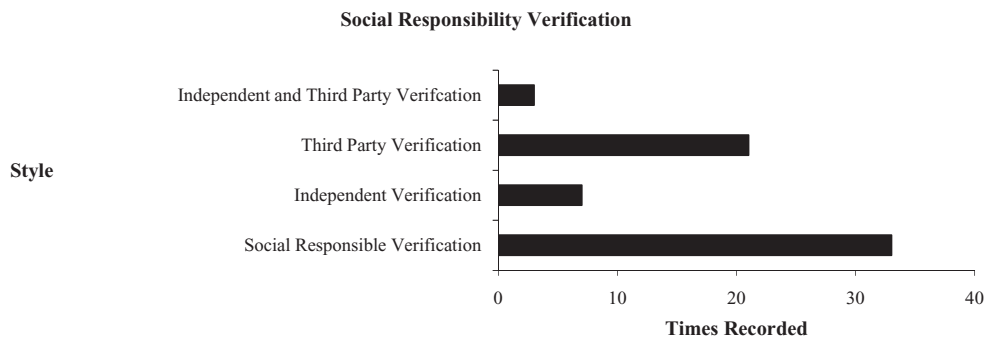 Social Responsibility Verification
Independent and Third Party Verifcation
Third Party Verification
Style
Independent Verification
Social Responsible Verification
0 10 20 30 40
Times Recorded